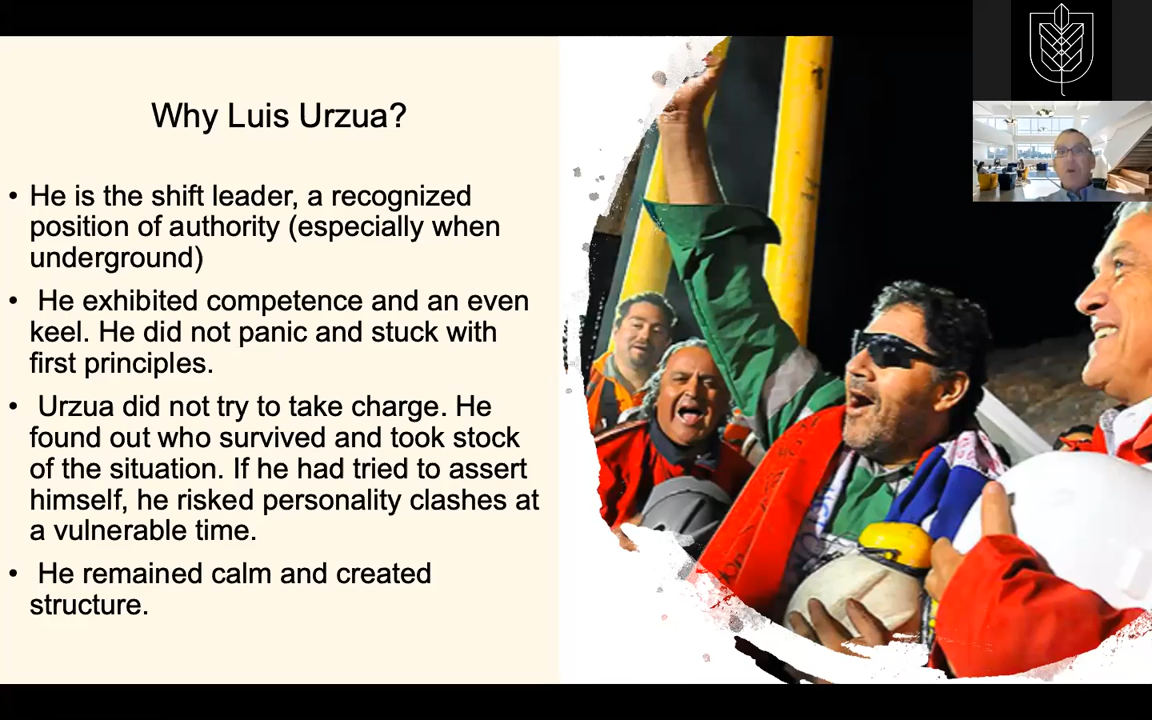 Why Luis Urzua?
• He is the shift leader, a recognized
position of authority (especially when
underground)
• He exhibited competence and an even
keel. He did not panic and stuck with
first principles.
• Urzua did not try to take charge. He
found out who survived and took stock
of the situation. If he had tried to assert
himself, he risked personality clashes at
a vulnerable time.
• He remained calm and created
structure.